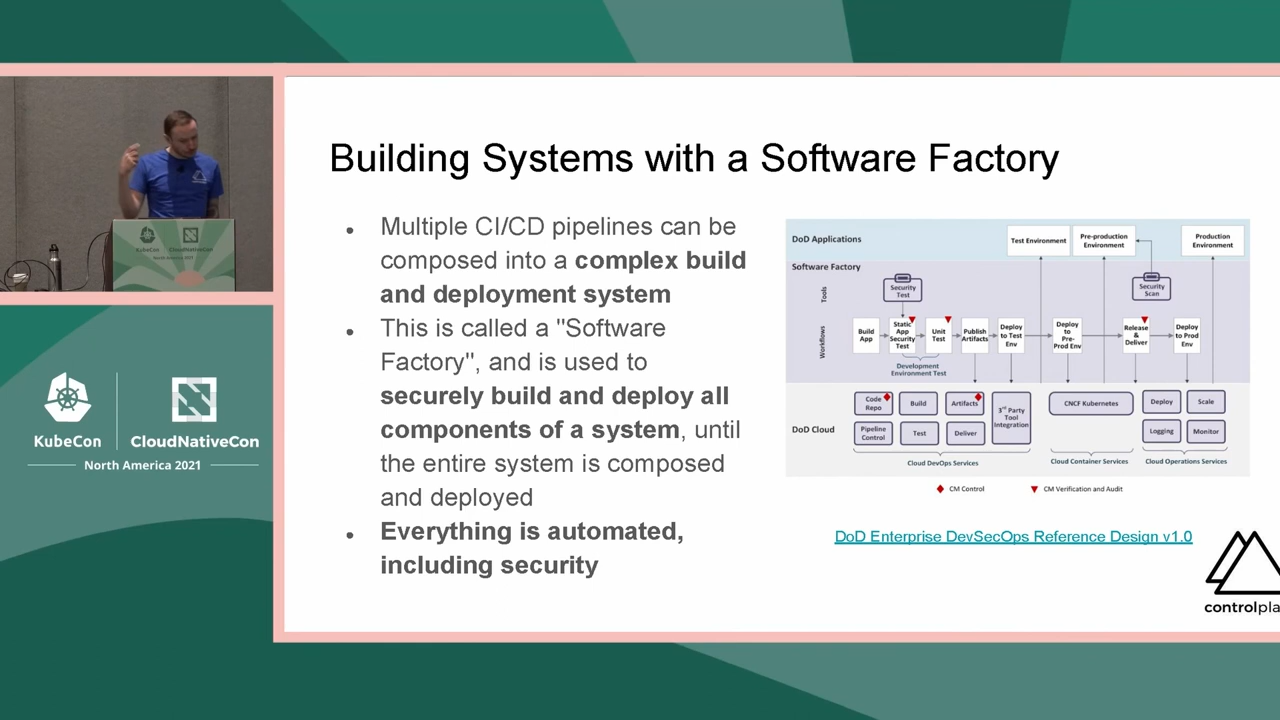 Building Systems with a Software Factory
Multiple CI/CD pipelines can be
composed into a complex build
and deployment system
This is called a "Software
Factory", and is used to
securely build and deploy all
components of a system, until
the entire system is composed
and deployed
Everything is automated,
including security
DoD Applications
Test Environment
Pre-production
Environment
Production
Environment
Software Factory
Tools
Security
Test
Security
Scan
Workflows
Build
App
Static
App
Security
Test
Unit
Test
Publish
Artifacts
Deploy
to Test
Env
Deploy
to
Pre-
Prod Env
Release
&
Deliver
Deploy
to Prod
Env
Development
Environment Test
DoD Cloud
Code
Repo
Build
Artifacts
3rd Party
Tool
Integration
Pipeline
Control
Test
Deliver
CNCF Kubernetes
Deploy
Scale
Logging
Monitor
Cloud DevOps Services
Cloud Container Services
Cloud Operations Services
CM Control
CM Verification and Audit
DoD Enterprise DevSecOps Reference Design v1.0
controlpla
KubeCon
CloudNativeCon
North America 2021
KubeCon
CloudNativeCon
North America 2021